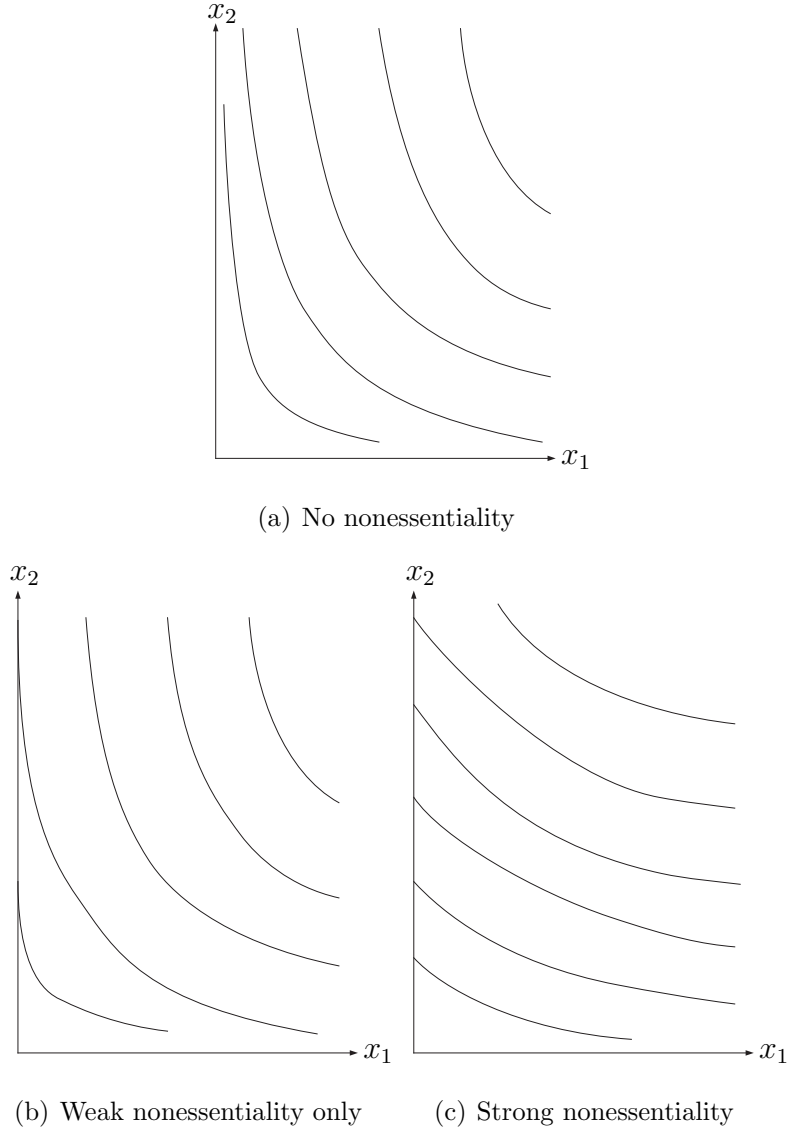 x₂
x₁
(a) No nonessentiality
x₂
x₂
x₁
x₁
(b) Weak nonessentiality only
(c) Strong nonessentiality